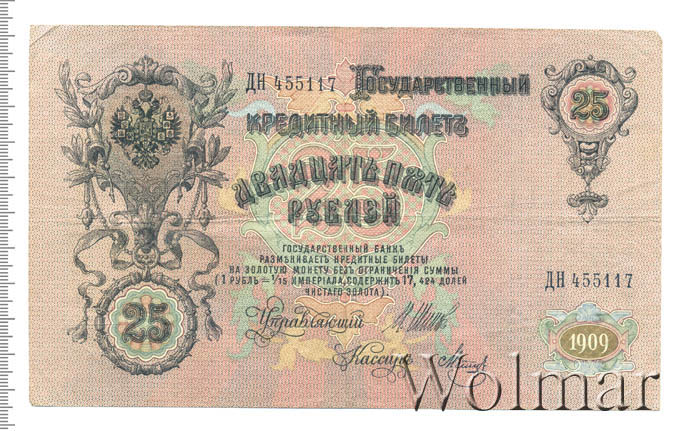 ДН 455117 Государственный
Кредитный Билетъ
Двадцать Пять
Рублей
25
25
Государственный Банкъ
размѣниваетъ кредитные билеты
на золотую монету безъ ограниченія суммы
(1 рубль = 1/15 имперіала, содержитъ 17,424 долей
чистаго золота).
ДН 455117
25
Управляющій
1909
Кассиръ
Wolmar